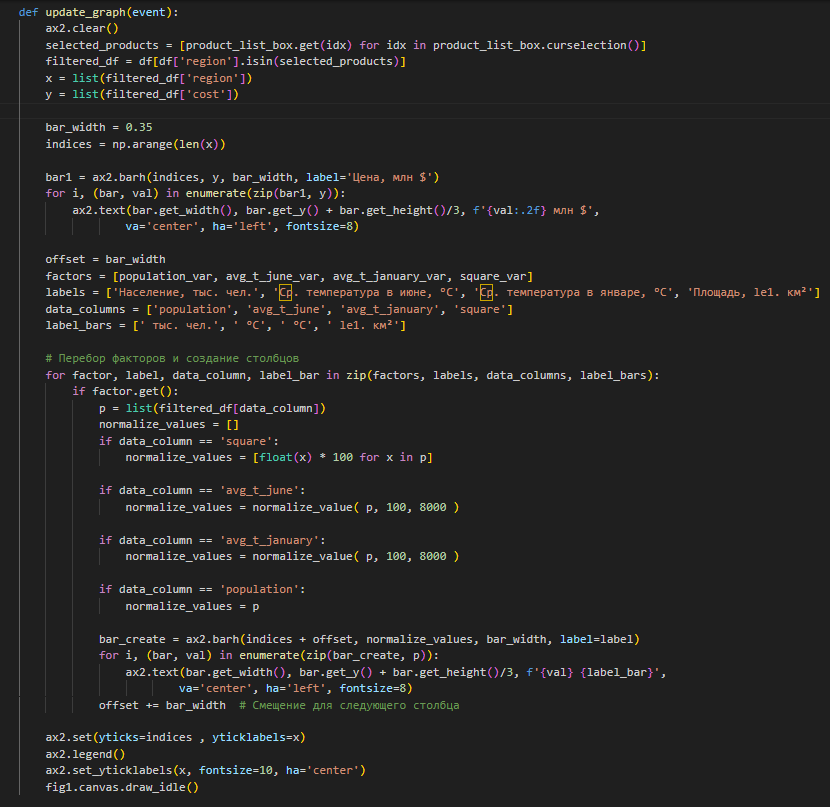 def update_graph(event):
    ax2.clear()
    selected_products = [product_list_box.get(idx) for idx in product_list_box.curselection()]
    filtered_df = df[df['region'].isin(selected_products)]
    x = list(filtered_df['region'])
    y = list(filtered_df['cost'])

    bar_width = 0.35
    indices = np.arange(len(x))

    bar1 = ax2.barh(indices, y, bar_width, label='Цена, млн $')
    for i, (bar, val) in enumerate(zip(bar1, y)):
        ax2.text(bar.get_width(), bar.get_y() + bar.get_height()/3, f'{val:.2f} млн $',
                va='center', ha='left', fontsize=8)

    offset = bar_width
    factors = [population_var, avg_t_june_var, avg_t_january_var, square_var]
    labels = ['Население, тыс. чел.', 'Ср. температура в июне, °C', 'Ср. температура в январе, °C', 'Площадь, le1. км²']
    data_columns = ['population', 'avg_t_june', 'avg_t_january', 'square']
    label_bars = [' тыс. чел.', ' °C', ' °C', ' le1. км²']

    # Перебор факторов и создание столбцов
    for factor, label, data_column, label_bar in zip(factors, labels, data_columns, label_bars):
        if factor.get():
            p = list(filtered_df[data_column])
            normalize_values = []
            if data_column == 'square':
                normalize_values = [float(x) * 100 for x in p]

            if data_column == 'avg_t_june':
                normalize_values = normalize_value( p, 100, 8000 )

            if data_column == 'avg_t_january':
                normalize_values = normalize_value( p, 100, 8000 )

            if data_column == 'population':
                normalize_values = p

            bar_create = ax2.barh(indices + offset, normalize_values, bar_width, label=label)
            for i, (bar, val) in enumerate(zip(bar_create, p)):
                ax2.text(bar.get_width(), bar.get_y() + bar.get_height()/3, f'{val} {label_bar}',
                        va='center', ha='left', fontsize=8)
            offset += bar_width  # Смещение для следующего столбца

    ax2.set(yticks=indices , yticklabels=x)
    ax2.legend()
    ax2.set_yticklabels(x, fontsize=10, ha='center')
    fig1.canvas.draw_idle()